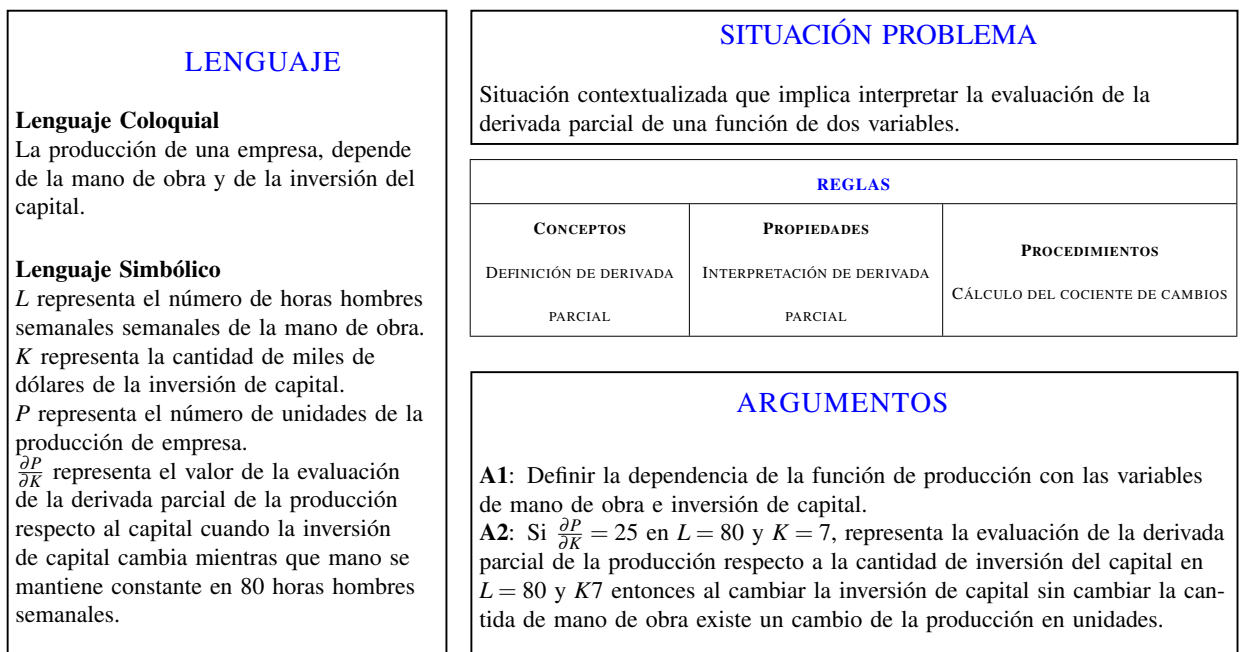 LENGUAJE
Lenguaje Coloquial
La producción de una empresa, depende
de la mano de obra y de la inversión del
capital.
Lenguaje Simbólico
L representa el número de horas hombres
semanales semanales de la mano de obra.
K representa la cantidad de miles de
dólares de la inversión de capital.
P representa el número de unidades de la
producción de empresa.
∂P/∂K representa el valor de la evaluación
de la derivada parcial de la producción
respecto al capital cuando la inversión
de capital cambia mientras que mano se
mantiene constante en 80 horas hombres
semanales.
SITUACIÓN PROBLEMA
Situación contextualizada que implica interpretar la evaluación de la
derivada parcial de una función de dos variables.
REGLAS
CONCEPTOS
DEFINICIÓN DE DERIVADA
PARCIAL
PROPIEDADES
INTERPRETACIÓN DE DERIVADA
PARCIAL
PROCEDIMIENTOS
CÁLCULO DEL COCIENTE DE CAMBIOS
ARGUMENTOS
A1: Definir la dependencia de la función de producción con las variables
de mano de obra e inversión de capital.
A2: Si ∂P/∂K = 25 en L = 80 y K = 7, representa la evaluación de la derivada
parcial de la producción respecto a la cantidad de inversión del capital en
L = 80 y K7 entonces al cambiar la inversión de capital sin cambiar la can-
tida de mano de obra existe un cambio de la producción en unidades.